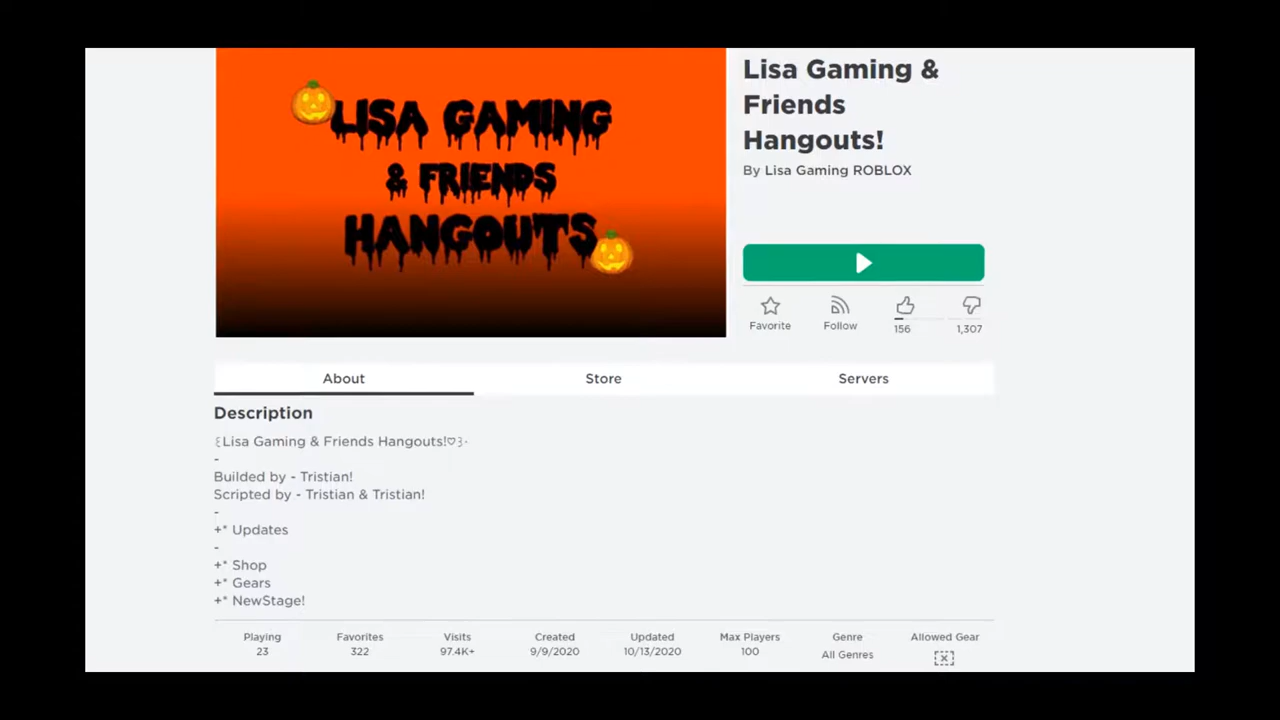 LISA GAMING
& FRIENDS
HANGOUTS
Lisa Gaming &
Friends
Hangouts!
By Lisa Gaming ROBLOX
Favorite
Follow
156
1,307
About
Store
Servers
Description
꒰Lisa Gaming & Friends Hangouts!♡꒱·
-
Builded by - Tristian!
Scripted by - Tristian & Tristian!
-
+* Updates
-
+* Shop
+* Gears
+* NewStage!
Playing
23
Favorites
322
Visits
97.4K+
Created
9/9/2020
Updated
10/13/2020
Max Players
100
Genre
All Genres
Allowed Gear